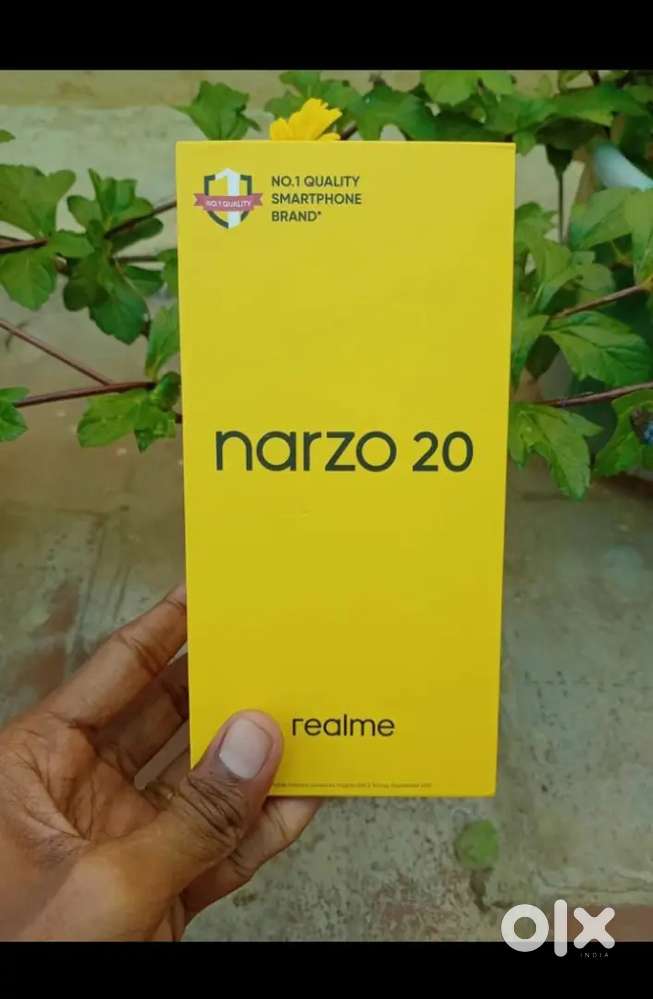 NO.1 QUALITY
NO.1 QUALITY
SMARTPHONE
BRAND*
narzo 20
realme
olx
INDIA